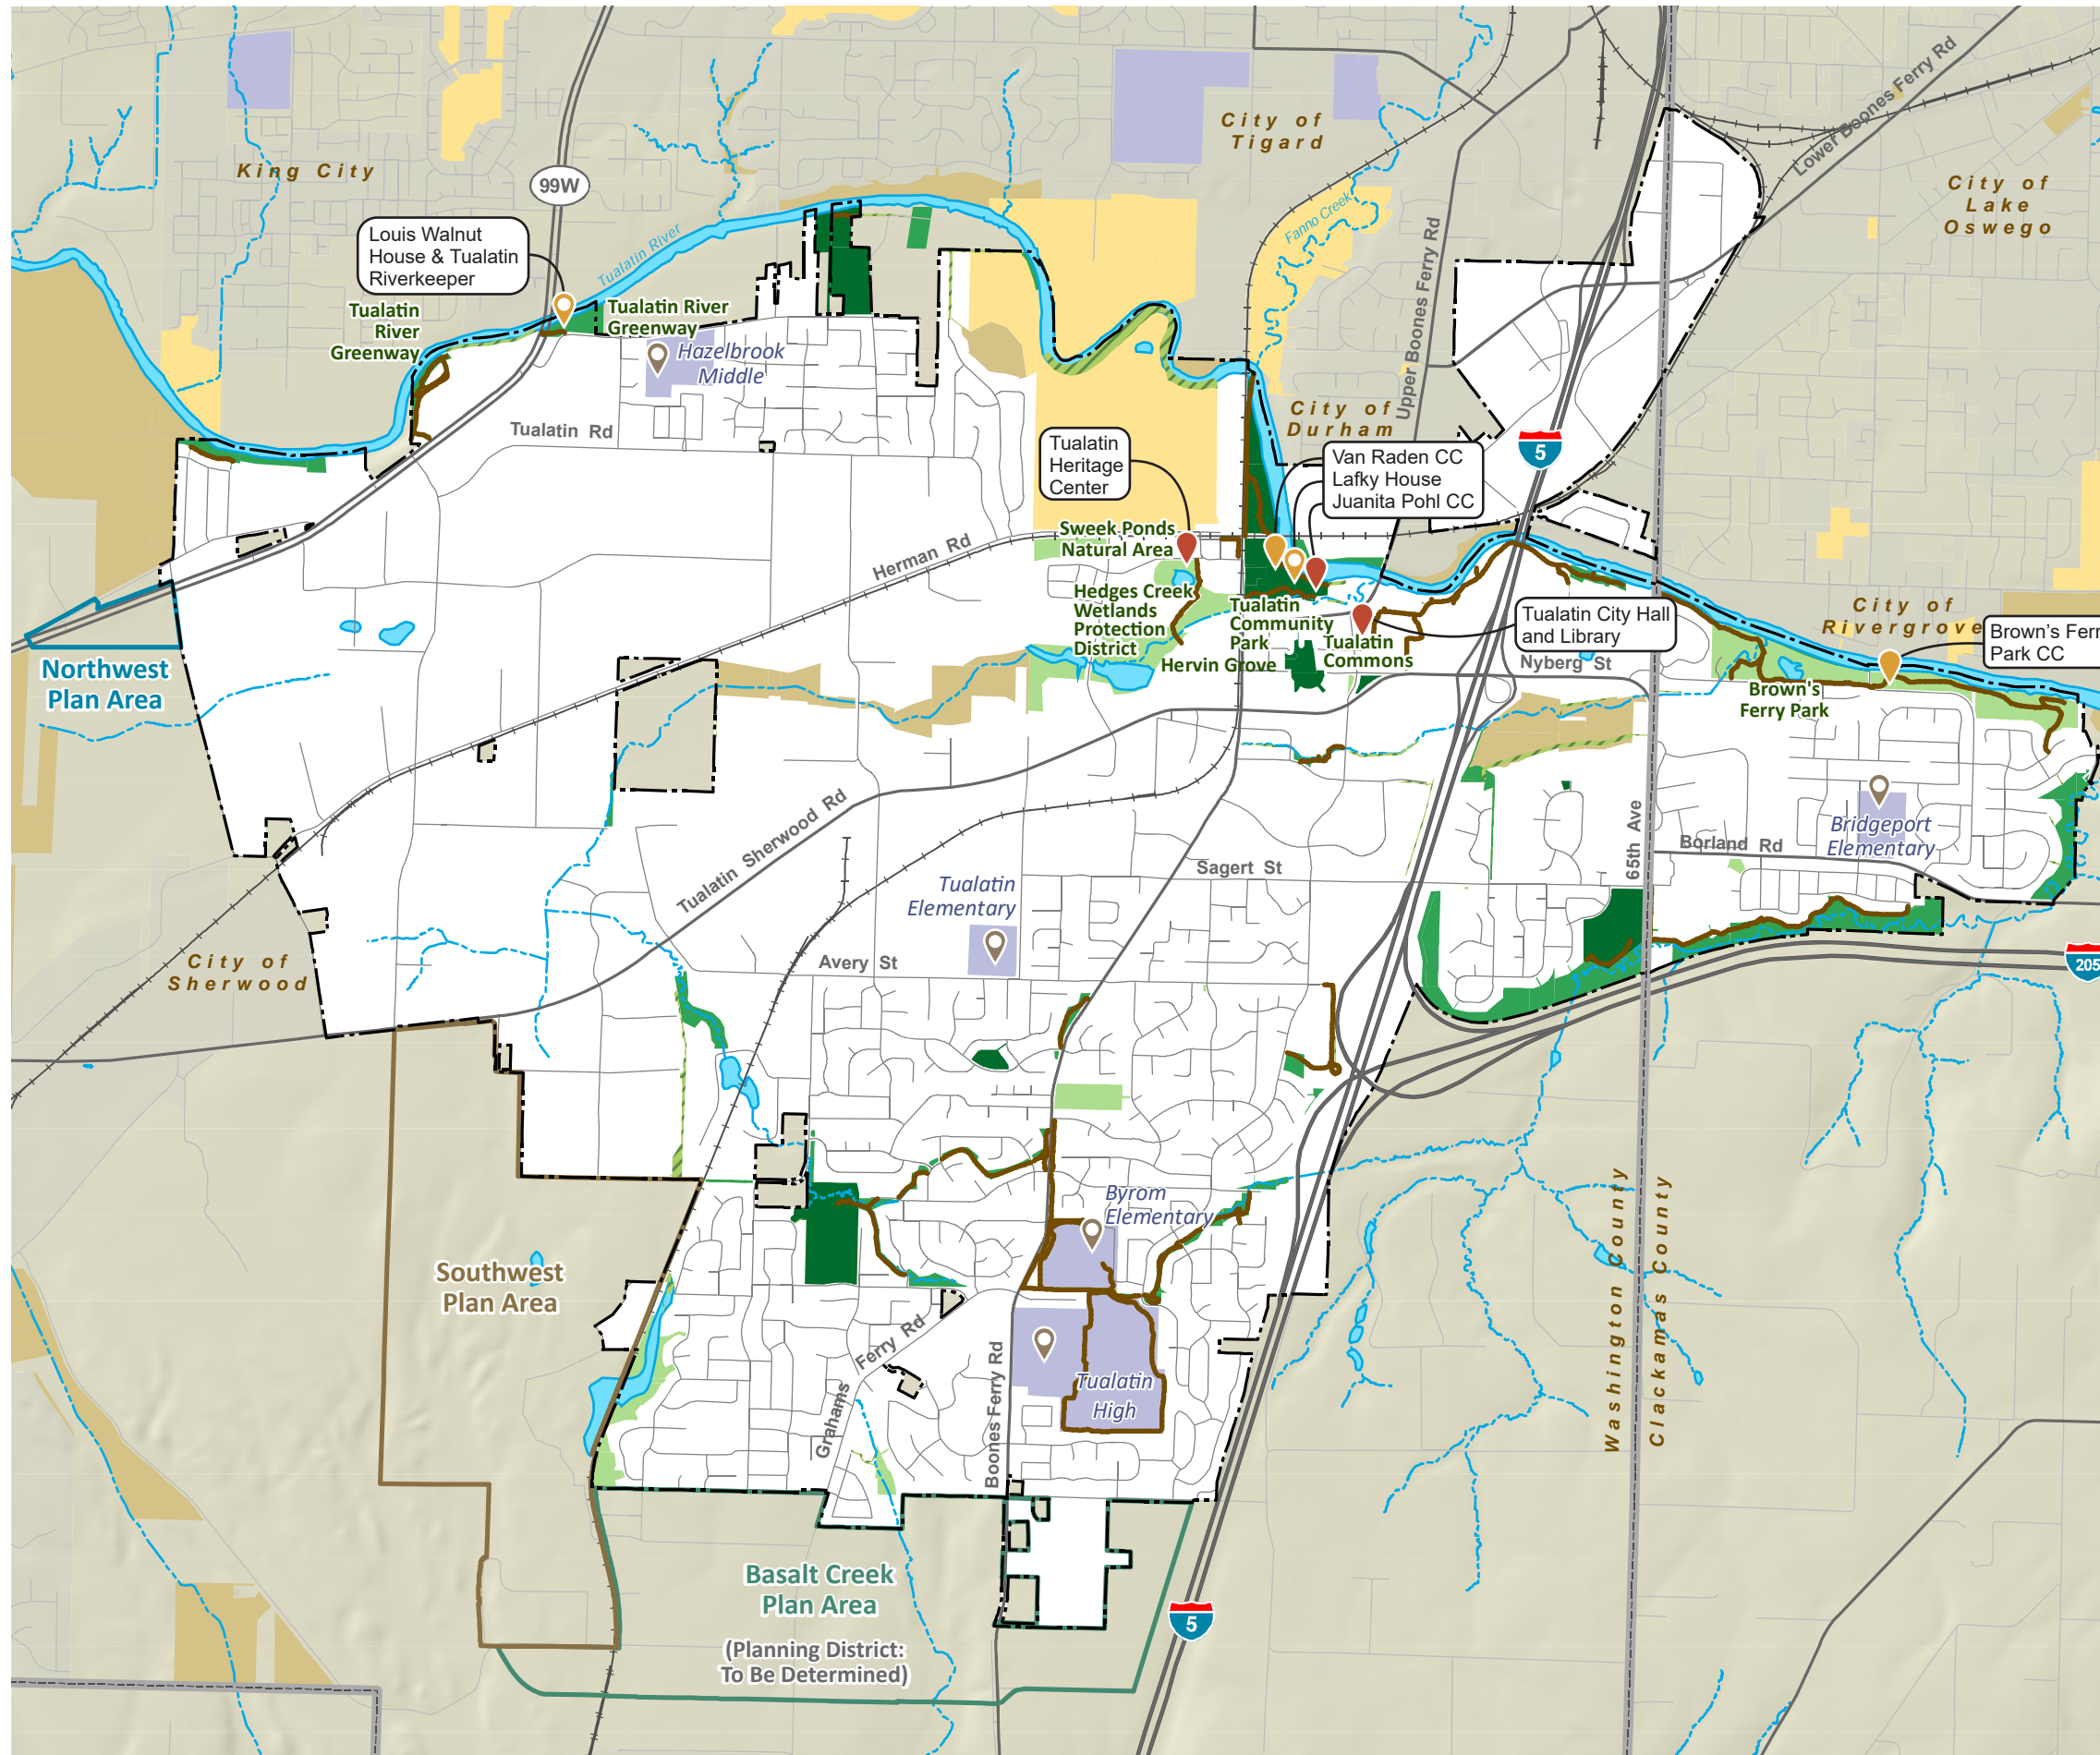 City of
Tigard
Lower Boones Ferry Rd
King City
99W
City of
Lake
Oswego
Fanno Creek
Louis Walnut
House & Tualatin
Riverkeeper
Tualatin River
Upper Boones Ferry Rd
Tualatin
River
Greenway
Tualatin River
Greenway
Hazelbrook
Middle
City of
Durham
Tualatin Rd
Tualatin
Heritage
Center
Van Raden CC
Lafky House
Juanita Pohl CC
5
Sweek Ponds
Natural Area
Herman Rd
Hedges Creek
Wetlands
Protection
District
Tualatin
Community
Park
Hervin Grove
Tualatin
Commons
Tualatin City Hall
and Library
Nyberg St
City of
Rivergrove
Brown's Ferr
Park CC
Brown's
Ferry Park
Northwest
Plan Area
Tualatin Sherwood Rd
65th Ave
Bridgeport
Elementary
Borland Rd
Sagert St
Tualatin
Elementary
Avery St
City of
Sherwood
205
Byrom
Elementary
Washington County
Clackamas County
Southwest
Plan Area
Grahams Ferry Rd
Boones Ferry Rd
Tualatin
High
Basalt Creek
Plan Area
(Planning District:
To Be Determined)
5